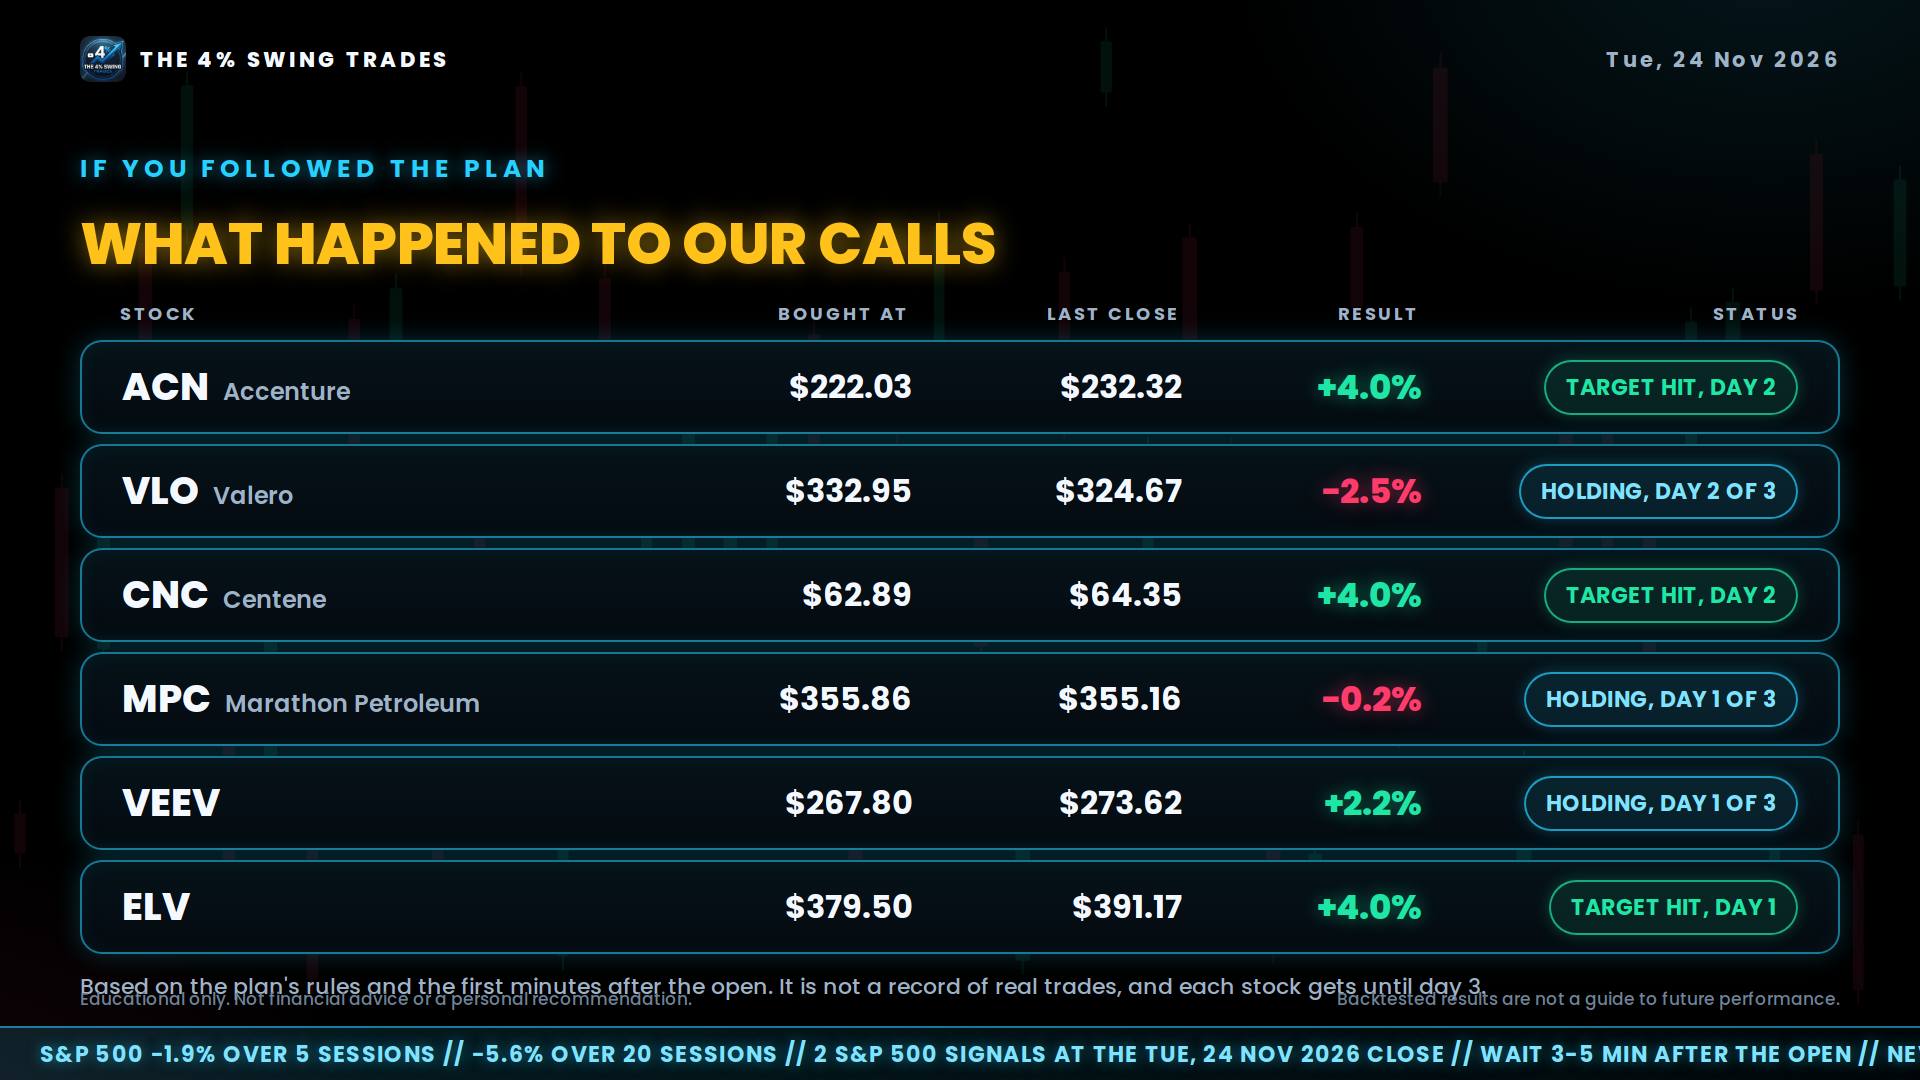 4%
THE 4% SWING
THE 4% SWING TRADES
Tue, 24 Nov 2026
IF YOU FOLLOWED THE PLAN
WHAT HAPPENED TO OUR CALLS
STOCK BOUGHT AT LAST CLOSE RESULT STATUS
ACN Accenture $222.03 $232.32 +4.0% TARGET HIT, DAY 2
VLO Valero $332.95 $324.67 -2.5% HOLDING, DAY 2 OF 3
CNC Centene $62.89 $64.35 +4.0% TARGET HIT, DAY 2
MPC Marathon Petroleum $355.86 $355.16 -0.2% HOLDING, DAY 1 OF 3
VEEV $267.80 $273.62 +2.2% HOLDING, DAY 1 OF 3
ELV $379.50 $391.17 +4.0% TARGET HIT, DAY 1
Based on the plan's rules and the first minutes after the open. It is not a record of real trades, and each stock gets until day 3.
Educational only. Not financial advice or a personal recommendation. Backtested results are not a guide to future performance.
S&P 500 -1.9% OVER 5 SESSIONS // -5.6% OVER 20 SESSIONS // 2 S&P 500 SIGNALS AT THE TUE, 24 NOV 2026 CLOSE // WAIT 3-5 MIN AFTER THE OPEN //